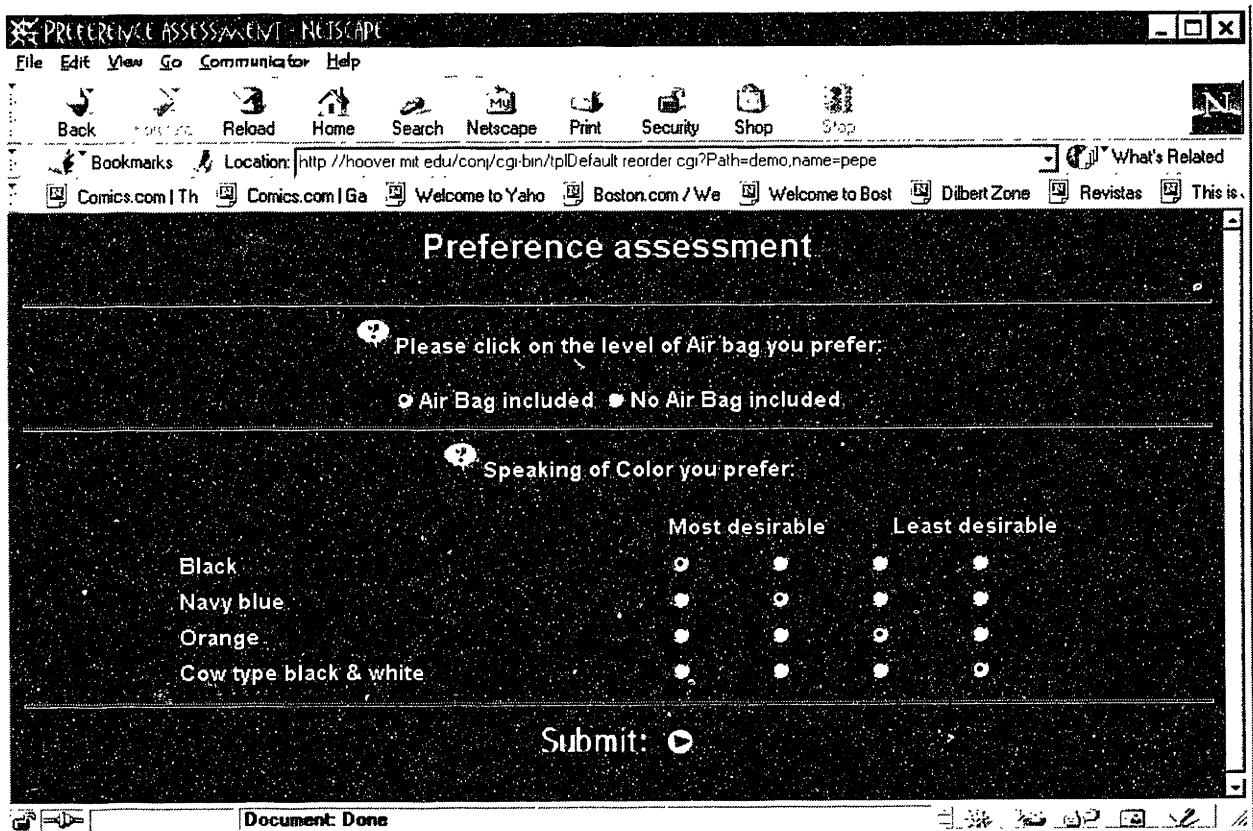 PREFERENCE ASSESSMENT - NETSCAPE
File Edit View Go Communicator Help
Back Reload Home Search Netscape Print Security Shop Stop
Bookmarks Location: http //hoover mit edu/conj/cgi-bin/tplDefault reorder cgi?Path=demo,name=pepe What's Related
Comics.com | Th Comics.com | Ga Welcome to Yaho Boston.com / We Welcome to Bost Dilbert Zone Revistas This is
Preference assessment
Please click on the level of Air bag you prefer:
Air Bag included No Air Bag included
Speaking of Color you prefer:
Most desirable Least desirable
Black
Navy blue
Orange
Cow type black & white
Submit:
Document: Done